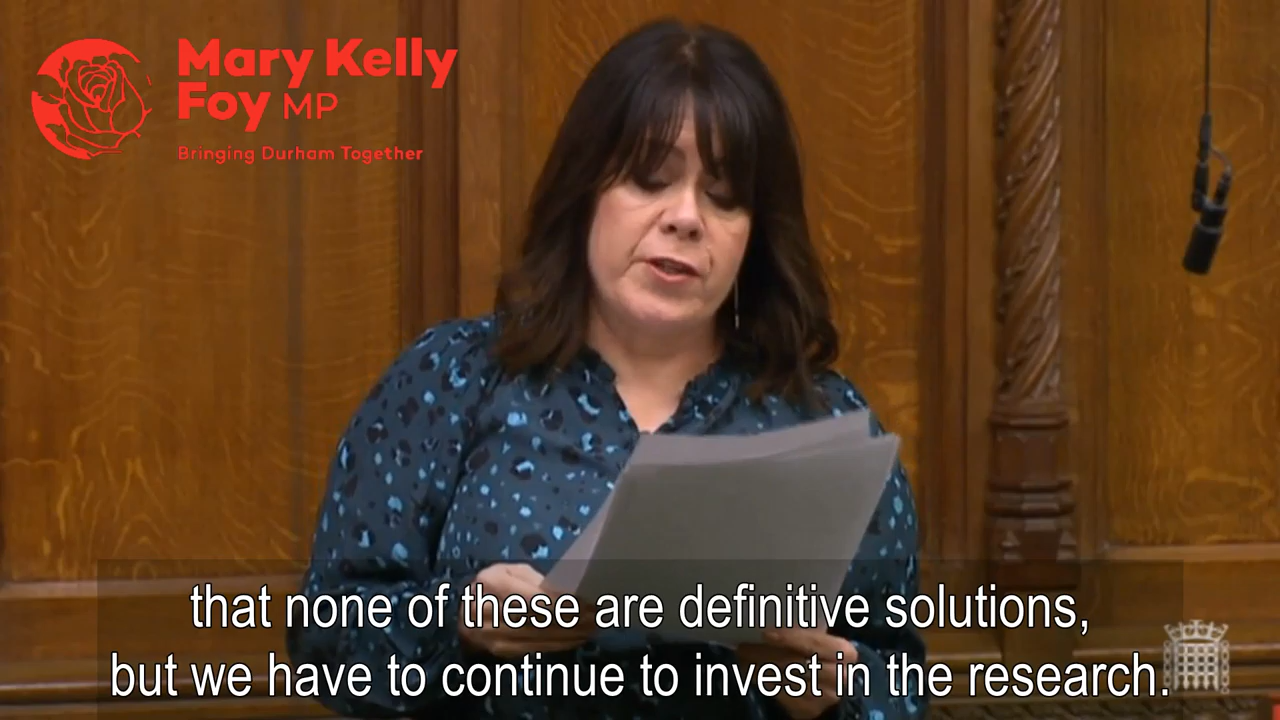 Mary Kelly
Foy MP
Bringing Durham Together
that none of these are definitive solutions,
but we have to continue to invest in the research.